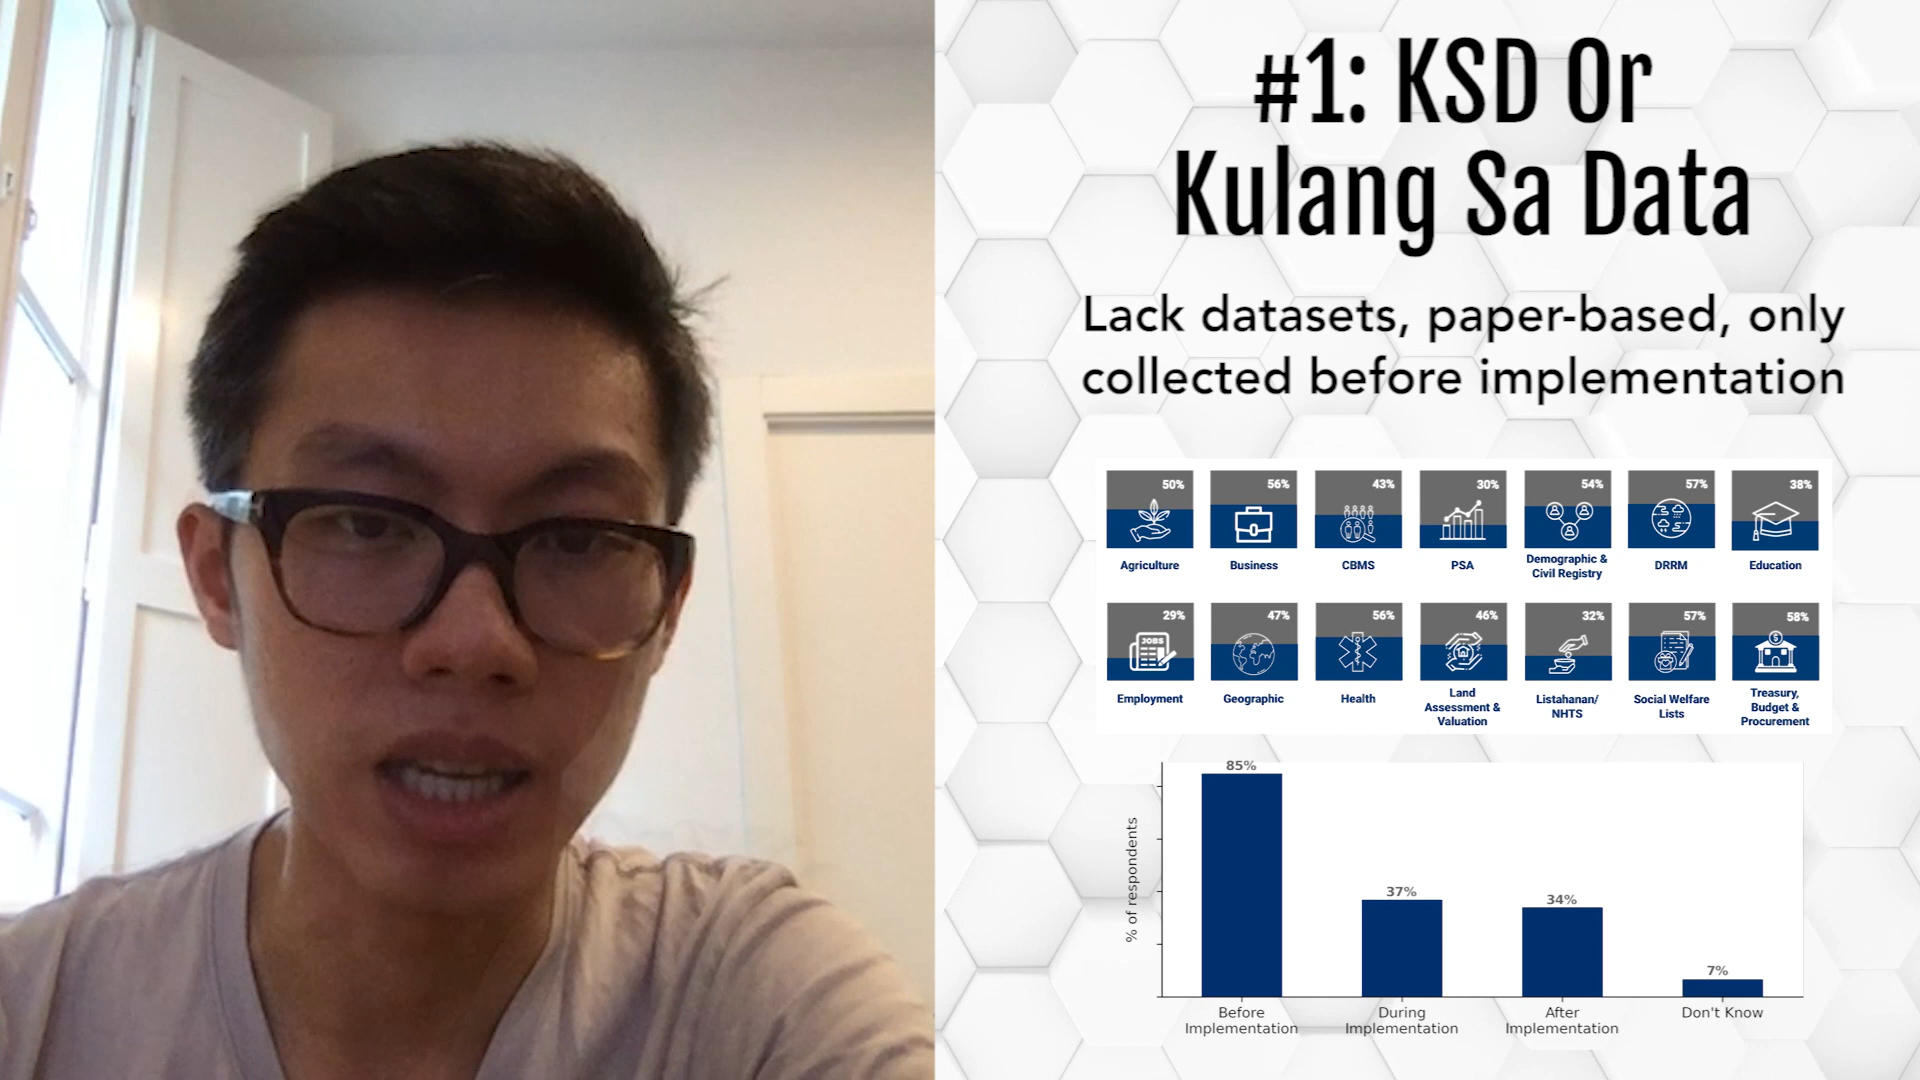 #1: KSD Or
Kulang Sa Data
Lack datasets, paper-based, only
collected before implementation
50% 56% 43% 30% 54% 57% 38%
Agriculture Business CBMS PSA Demographic & Civil Registry DRRM Education
29% 47% 56% 46% 32% 57% 58%
JOBS
Employment Geographic Health Land Assessment & Valuation Listahanan/ NHTS Social Welfare Lists Treasury, Budget & Procurement
% of respondents
85%
37%
34%
7%
Before Implementation
During Implementation
After Implementation
Don't Know